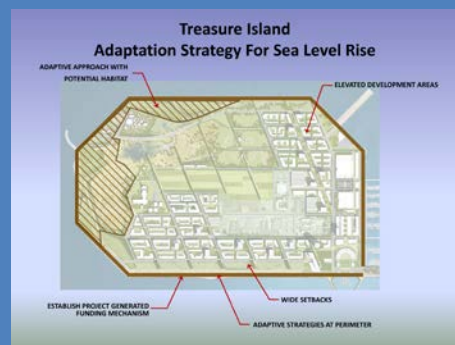 Treasure Island
Adaptation Strategy For Sea Level Rise
ADAPTIVE APPROACH WITH
POTENTIAL HABITAT
ELEVATED DEVELOPMENT AREAS
WIDE SETBACKS
ESTABLISH PROJECT GENERATED
FUNDING MECHANISM
ADAPTIVE STRATEGIES AT PERIMETER